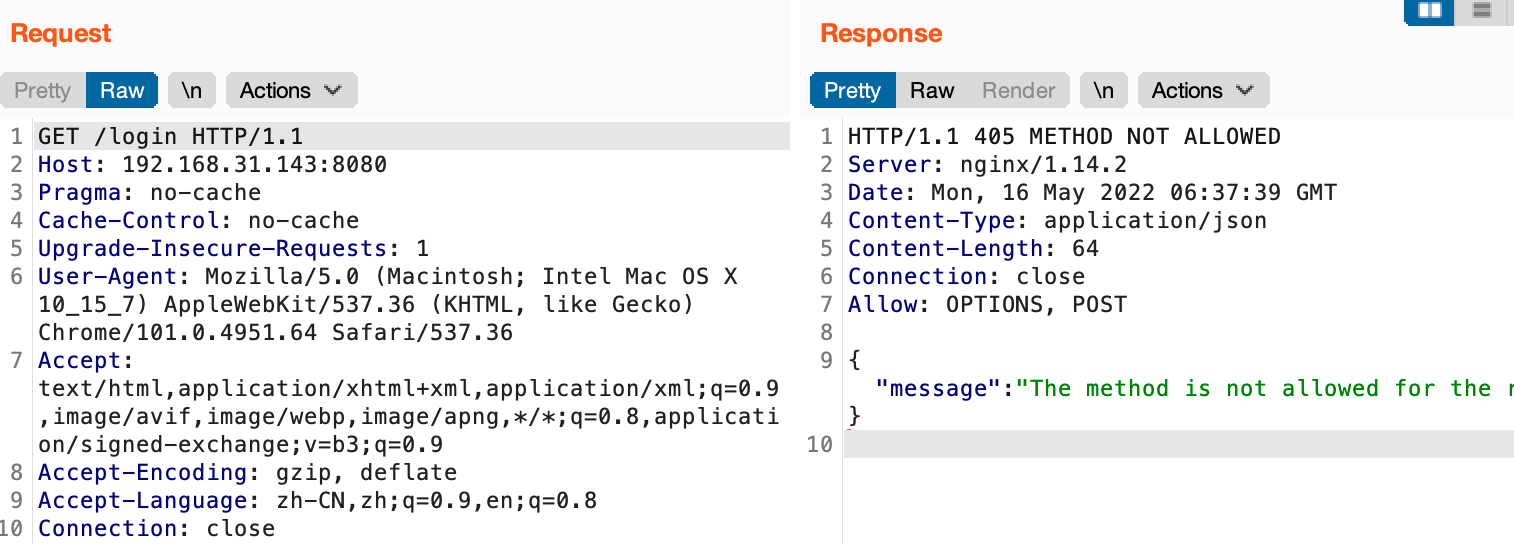 Request
Pretty Raw \n Actions
1 GET /login HTTP/1.1
2 Host: 192.168.31.143:8080
3 Pragma: no-cache
4 Cache-Control: no-cache
5 Upgrade-Insecure-Requests: 1
6 User-Agent: Mozilla/5.0 (Macintosh; Intel Mac OS X
10_15_7) AppleWebKit/537.36 (KHTML, like Gecko)
Chrome/101.0.4951.64 Safari/537.36
7 Accept:
text/html,application/xhtml+xml,application/xml;q=0.9
,image/avif,image/webp,image/apng,*/*;q=0.8,applicati
on/signed-exchange;v=b3;q=0.9
8 Accept-Encoding: gzip, deflate
9 Accept-Language: zh-CN,zh;q=0.9,en;q=0.8
10 Connection: close
Response
Pretty Raw Render \n Actions
1 HTTP/1.1 405 METHOD NOT ALLOWED
2 Server: nginx/1.14.2
3 Date: Mon, 16 May 2022 06:37:39 GMT
4 Content-Type: application/json
5 Content-Length: 64
6 Connection: close
7 Allow: OPTIONS, POST
8
9 {
"message":"The method is not allowed for the
}
10